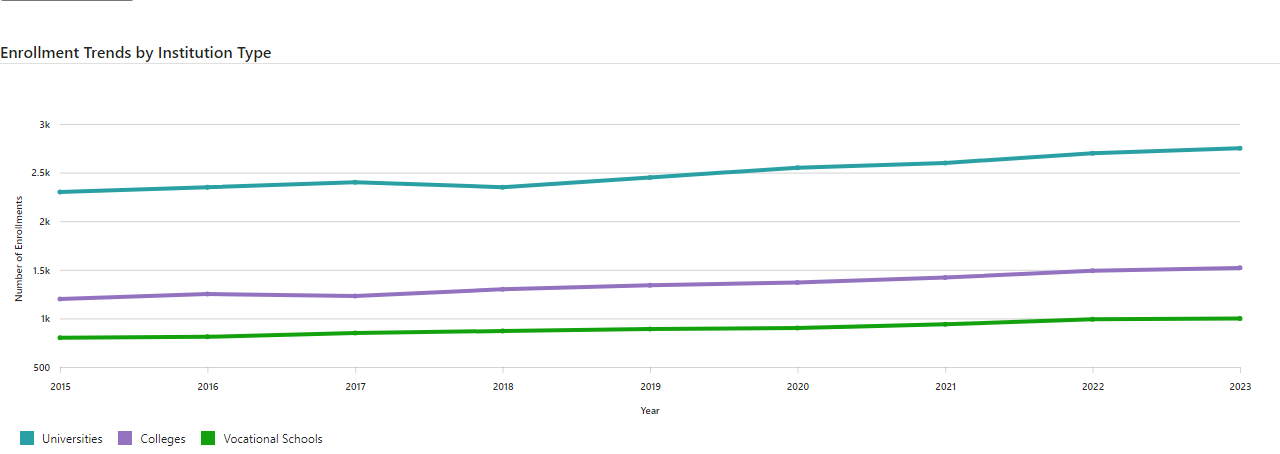 Enrollment Trends by Institution Type
3k
2.5k
2k
1.5k
1k
500
Number of Enrollments
2015 2016 2017 2018 2019 2020 2021 2022 2023
Year
Universities Colleges Vocational Schools